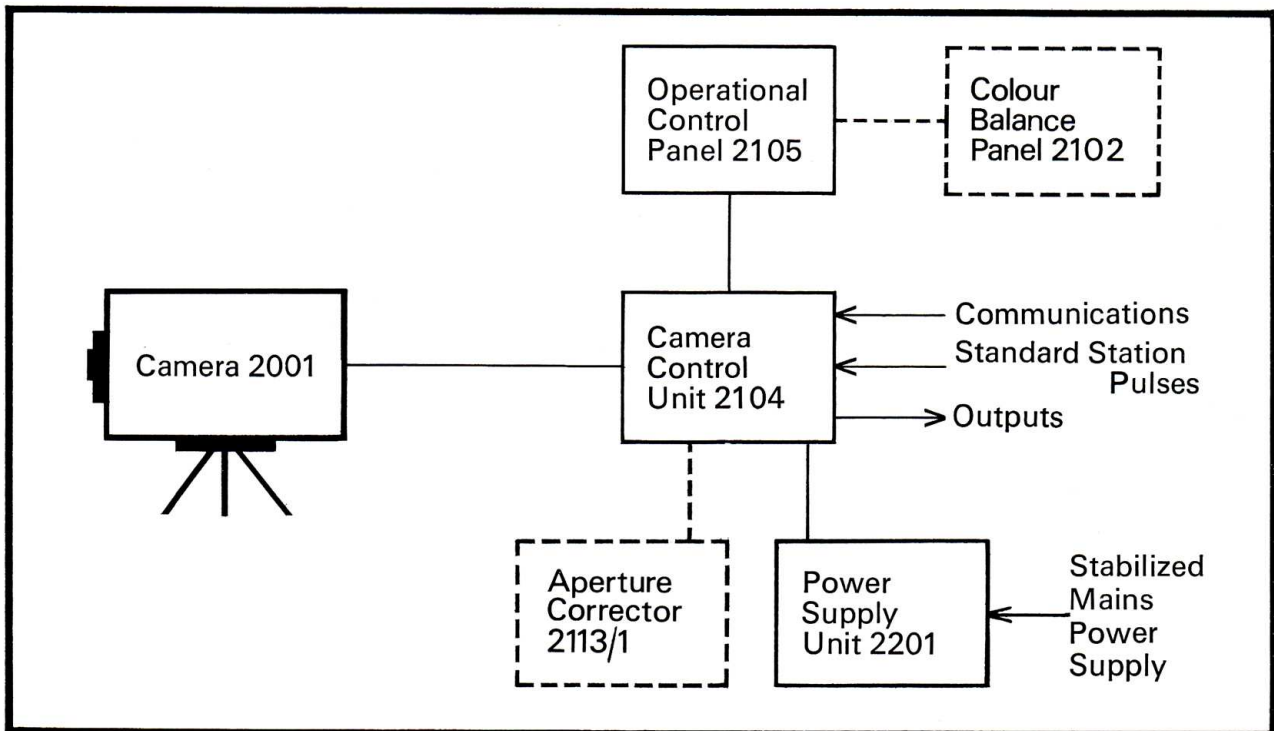 Operational
Control
Panel 2105
Colour
Balance
Panel 2102
Camera 2001
Camera
Control
Unit 2104
Communications
Standard Station
Pulses
Outputs
Aperture
Corrector
2113/1
Power
Supply
Unit 2201
Stabilized
Mains
Power
Supply